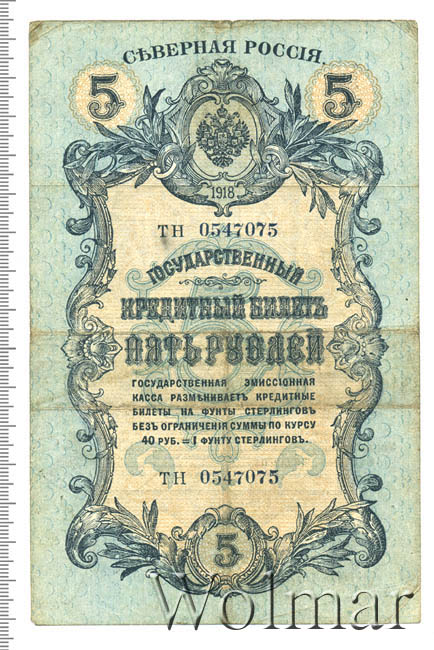 СѢВЕРНАЯ РОССІЯ.
5 5
1918
ТН 0547075
ГОСУДАРСТВЕННЫЙ
КРЕДИТНЫЙ БИЛЕТЪ
ПЯТЬ РУБЛЕЙ
ГОСУДАРСТВЕННАЯ ЭМИССІОННАЯ
КАССА РАЗМѢНИВАЕТЪ КРЕДИТНЫЕ
БИЛЕТЫ НА ФУНТЫ СТЕРЛИНГОВЪ
БЕЗЪ ОГРАНИЧЕНІЯ СУММЫ ПО КУРСУ
40 РУБ. = 1 ФУНТУ СТЕРЛИНГОВЪ.
ТН 0547075
5
Wolmar